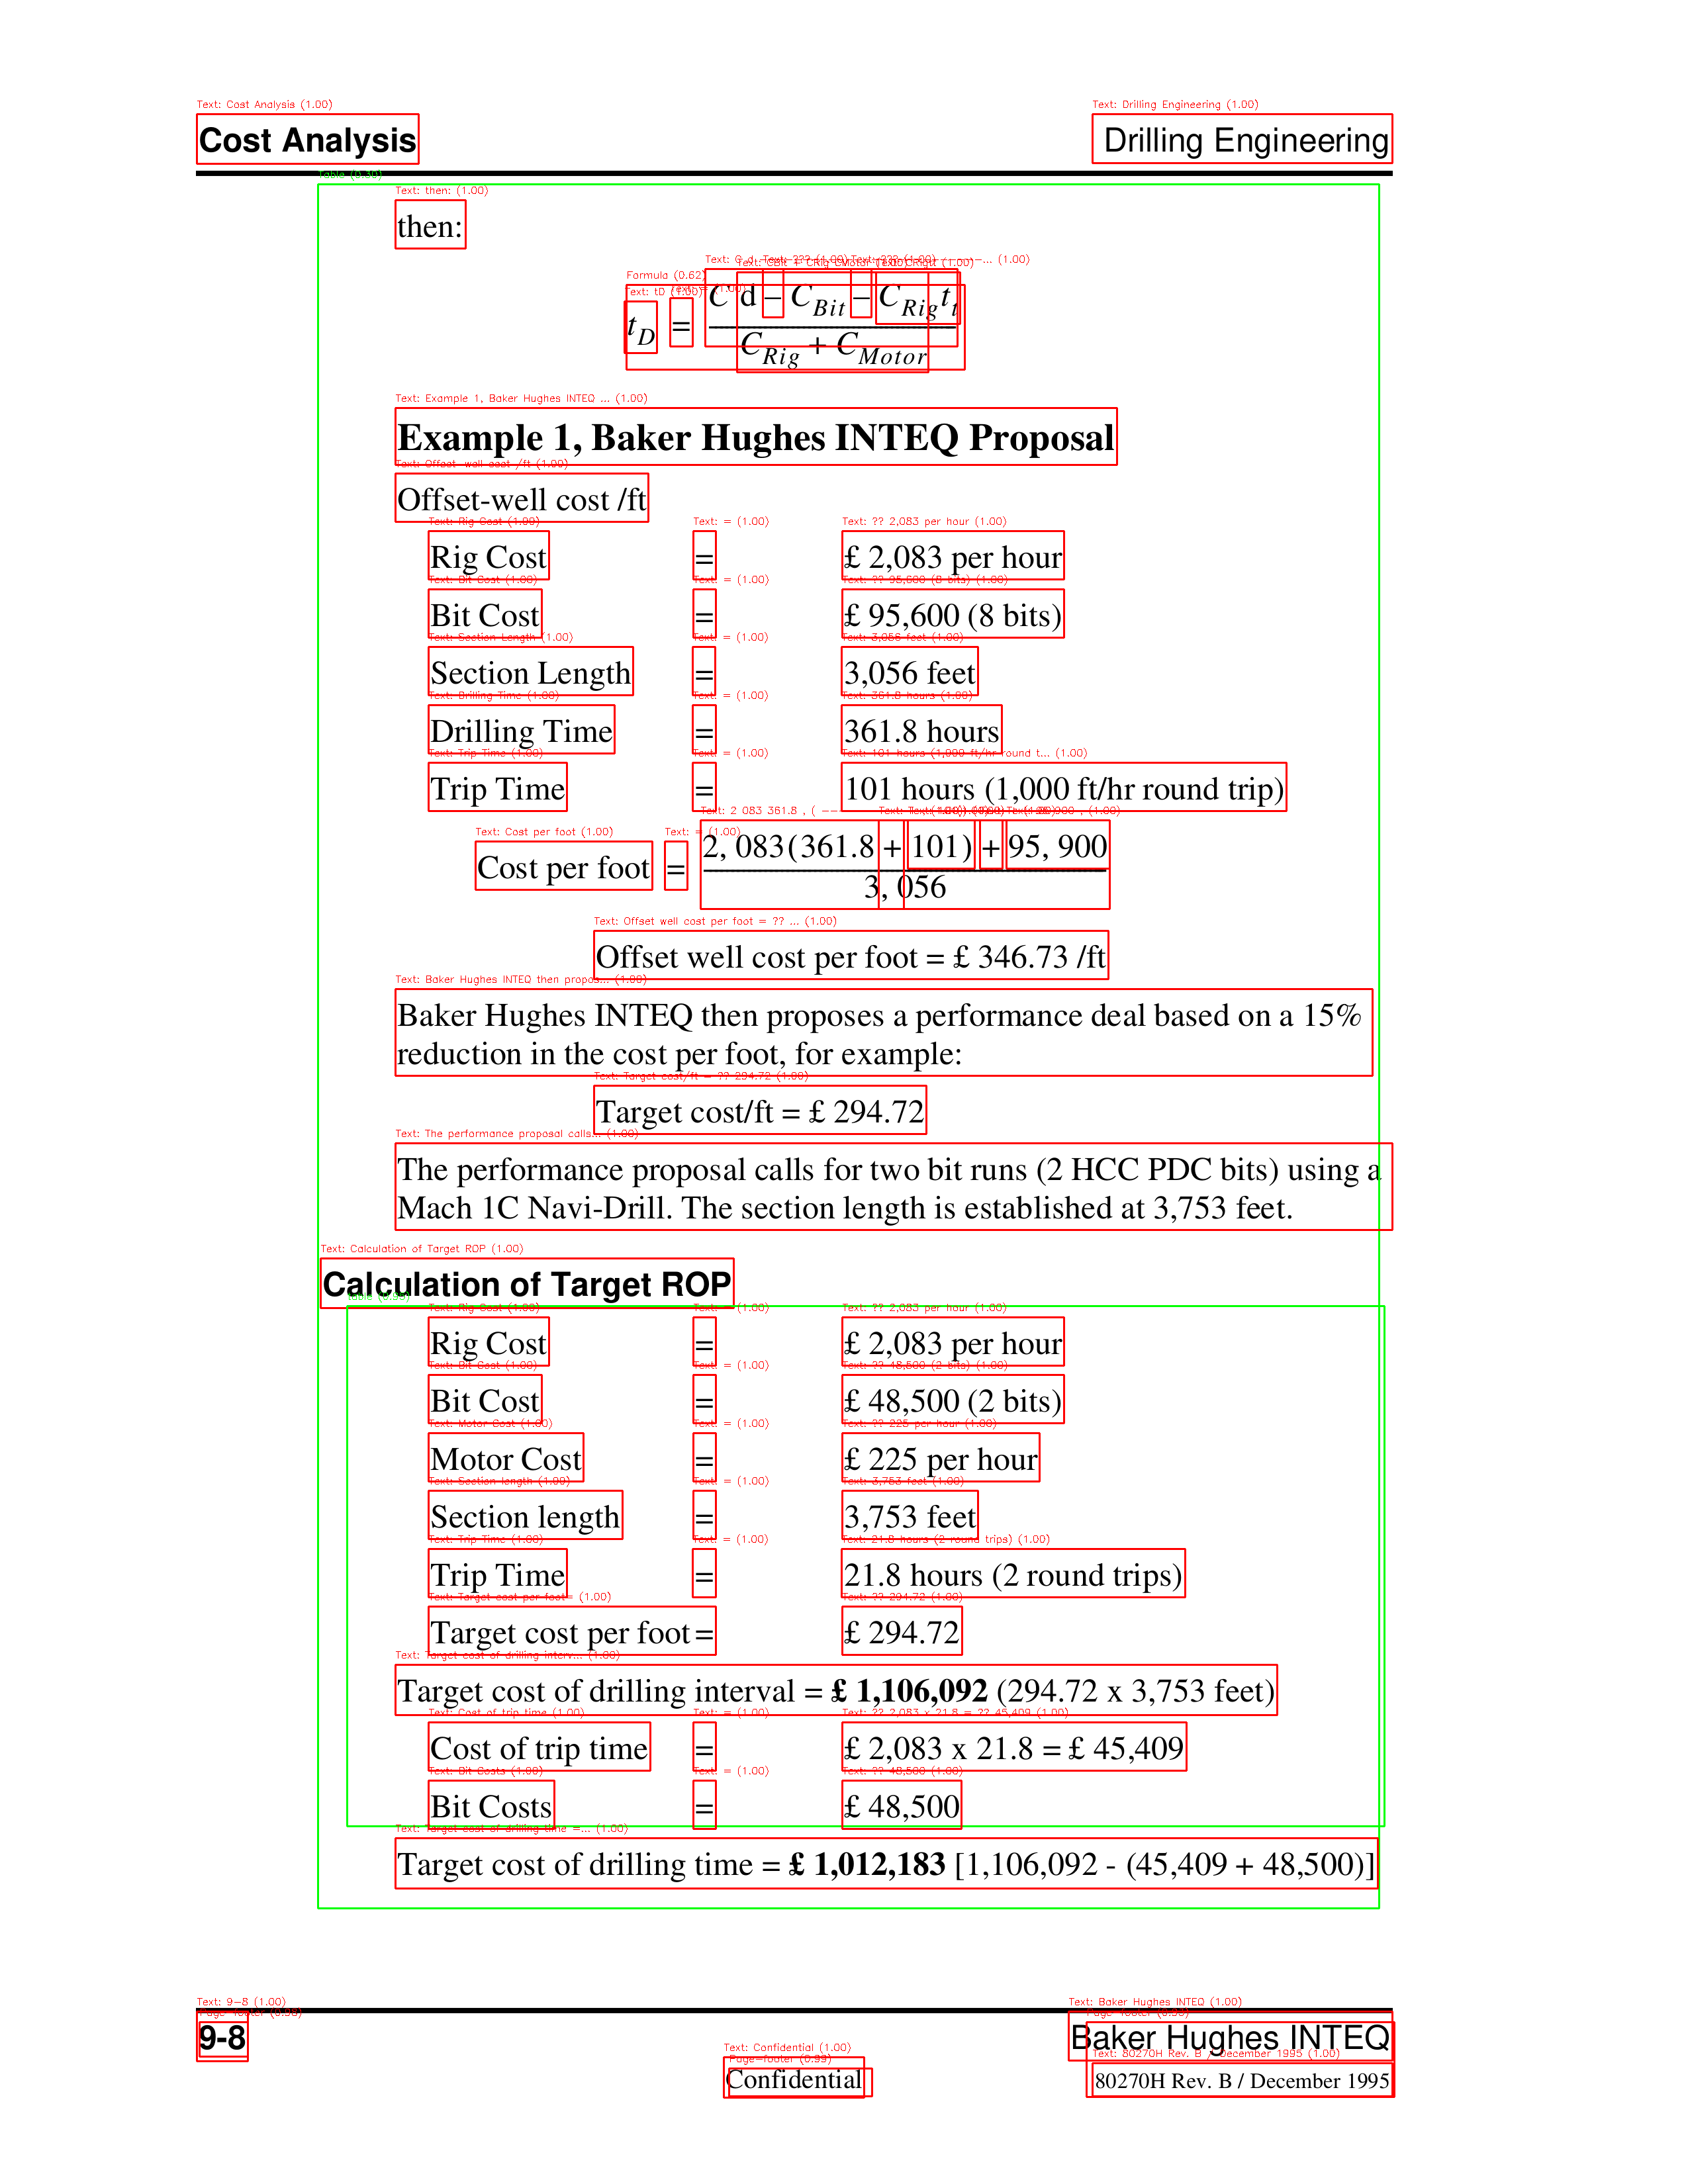 Cost Analysis
Drilling Engineering
then:
t_D = (C d – C_Bit – C_Rig t_t) / (C_Rig + C_Motor)
Example 1, Baker Hughes INTEQ Proposal
Offset-well cost /ft
Rig Cost = £ 2,083 per hour
Bit Cost = £ 95,600 (8 bits)
Section Length = 3,056 feet
Drilling Time = 361.8 hours
Trip Time = 101 hours (1,000 ft/hr round trip)
Cost per foot = 2,083(361.8 + 101) + 95,900 / 3,056
Offset well cost per foot = £ 346.73 /ft
Baker Hughes INTEQ then proposes a performance deal based on a 15%
reduction in the cost per foot, for example:
Target cost/ft = £ 294.72
The performance proposal calls for two bit runs (2 HCC PDC bits) using a
Mach 1C Navi-Drill. The section length is established at 3,753 feet.
Calculation of Target ROP
Rig Cost = £ 2,083 per hour
Bit Cost = £ 48,500 (2 bits)
Motor Cost = £ 225 per hour
Section length = 3,753 feet
Trip Time = 21.8 hours (2 round trips)
Target cost per foot = £ 294.72
Target cost of drilling interval = £ 1,106,092 (294.72 x 3,753 feet)
Cost of trip time = £ 2,083 x 21.8 = £ 45,409
Bit Costs = £ 48,500
Target cost of drilling time = £ 1,012,183 [1,106,092 - (45,409 + 48,500)]
9-8
Baker Hughes INTEQ
Confidential
80270H Rev. B / December 1995